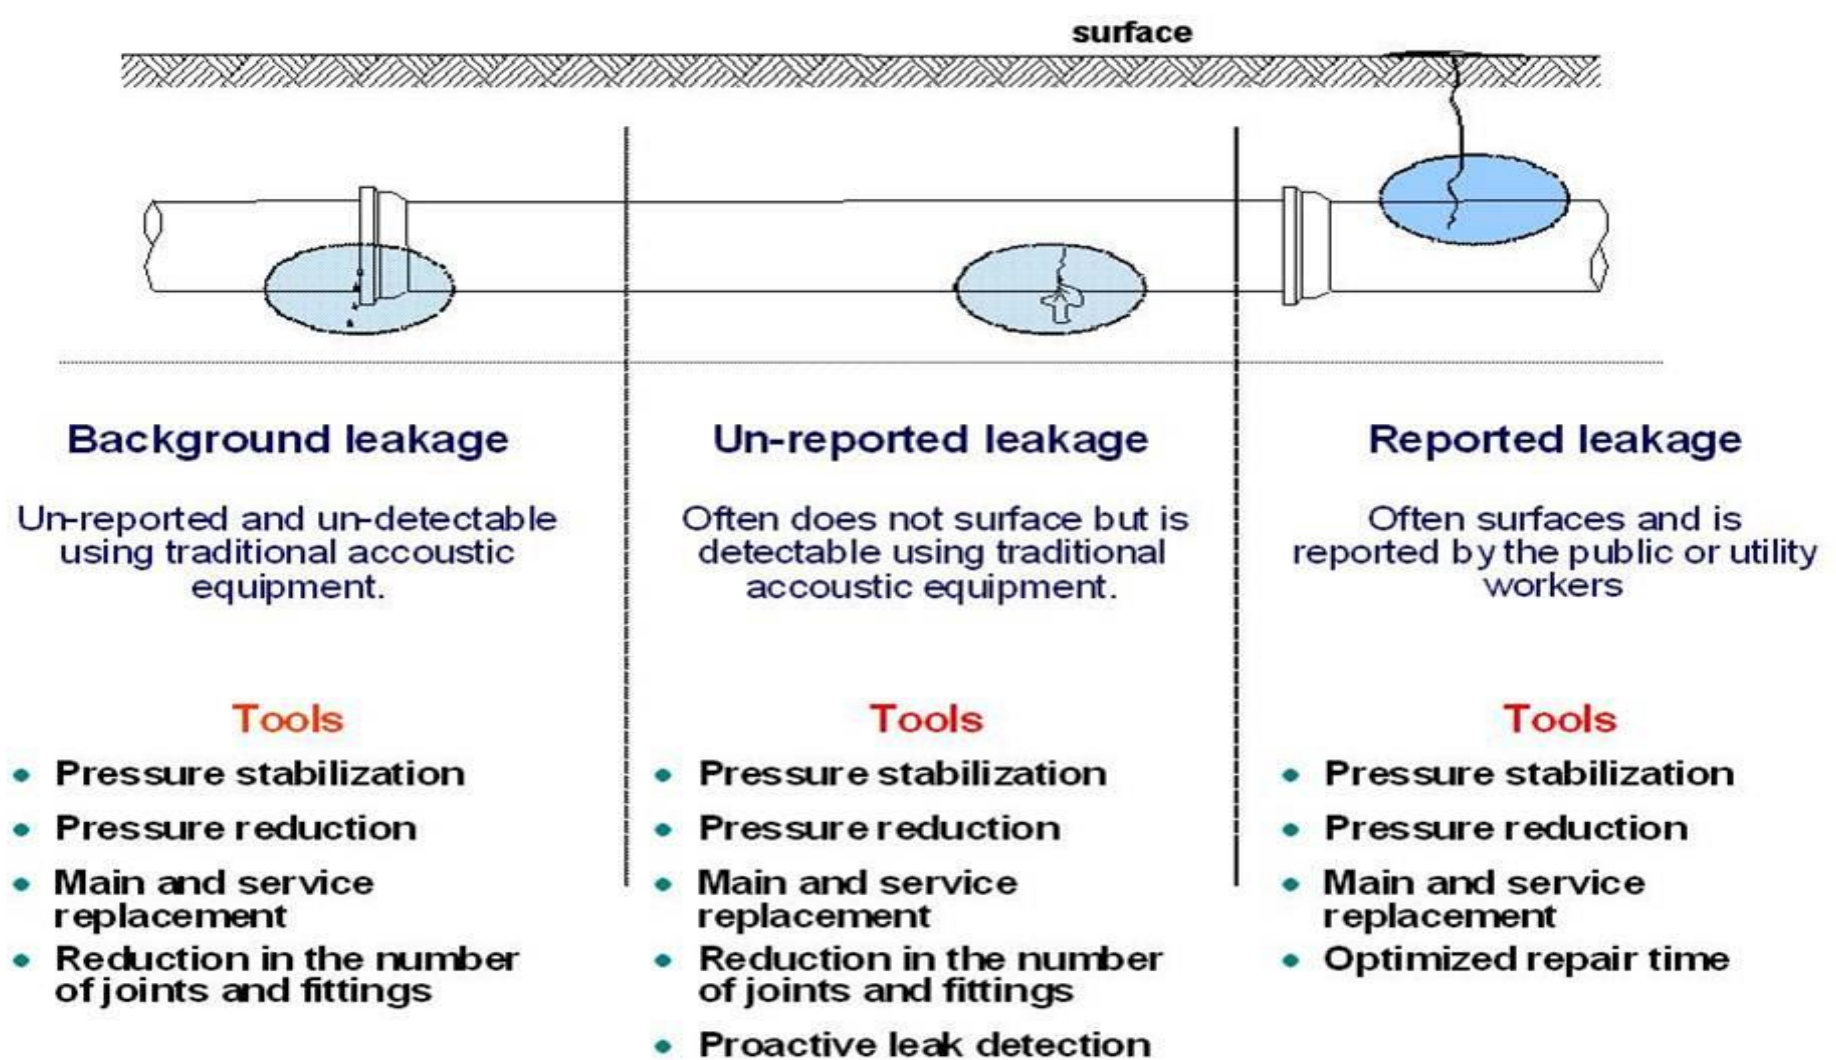 surface
Background leakage
Un-reported and un-detectable
using traditional accoustic
equipment.
Tools
• Pressure stabilization
• Pressure reduction
• Main and service
replacement
• Reduction in the number
of joints and fittings
Un-reported leakage
Often does not surface but is
detectable using traditional
accoustic equipment.
Tools
• Pressure stabilization
• Pressure reduction
• Main and service
replacement
• Reduction in the number
of joints and fittings
• Proactive leak detection
Reported leakage
Often surfaces and is
reported by the public or utility
workers
Tools
• Pressure stabilization
• Pressure reduction
• Main and service
replacement
• Optimized repair time